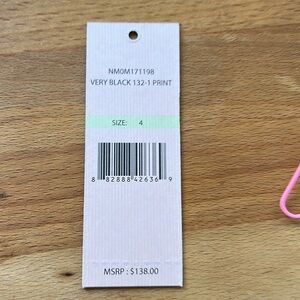 NM0M171198
VERY BLACK 132-1 PRINT
SIZE: 4
8 82888 42636 9
MSRP : $138.00